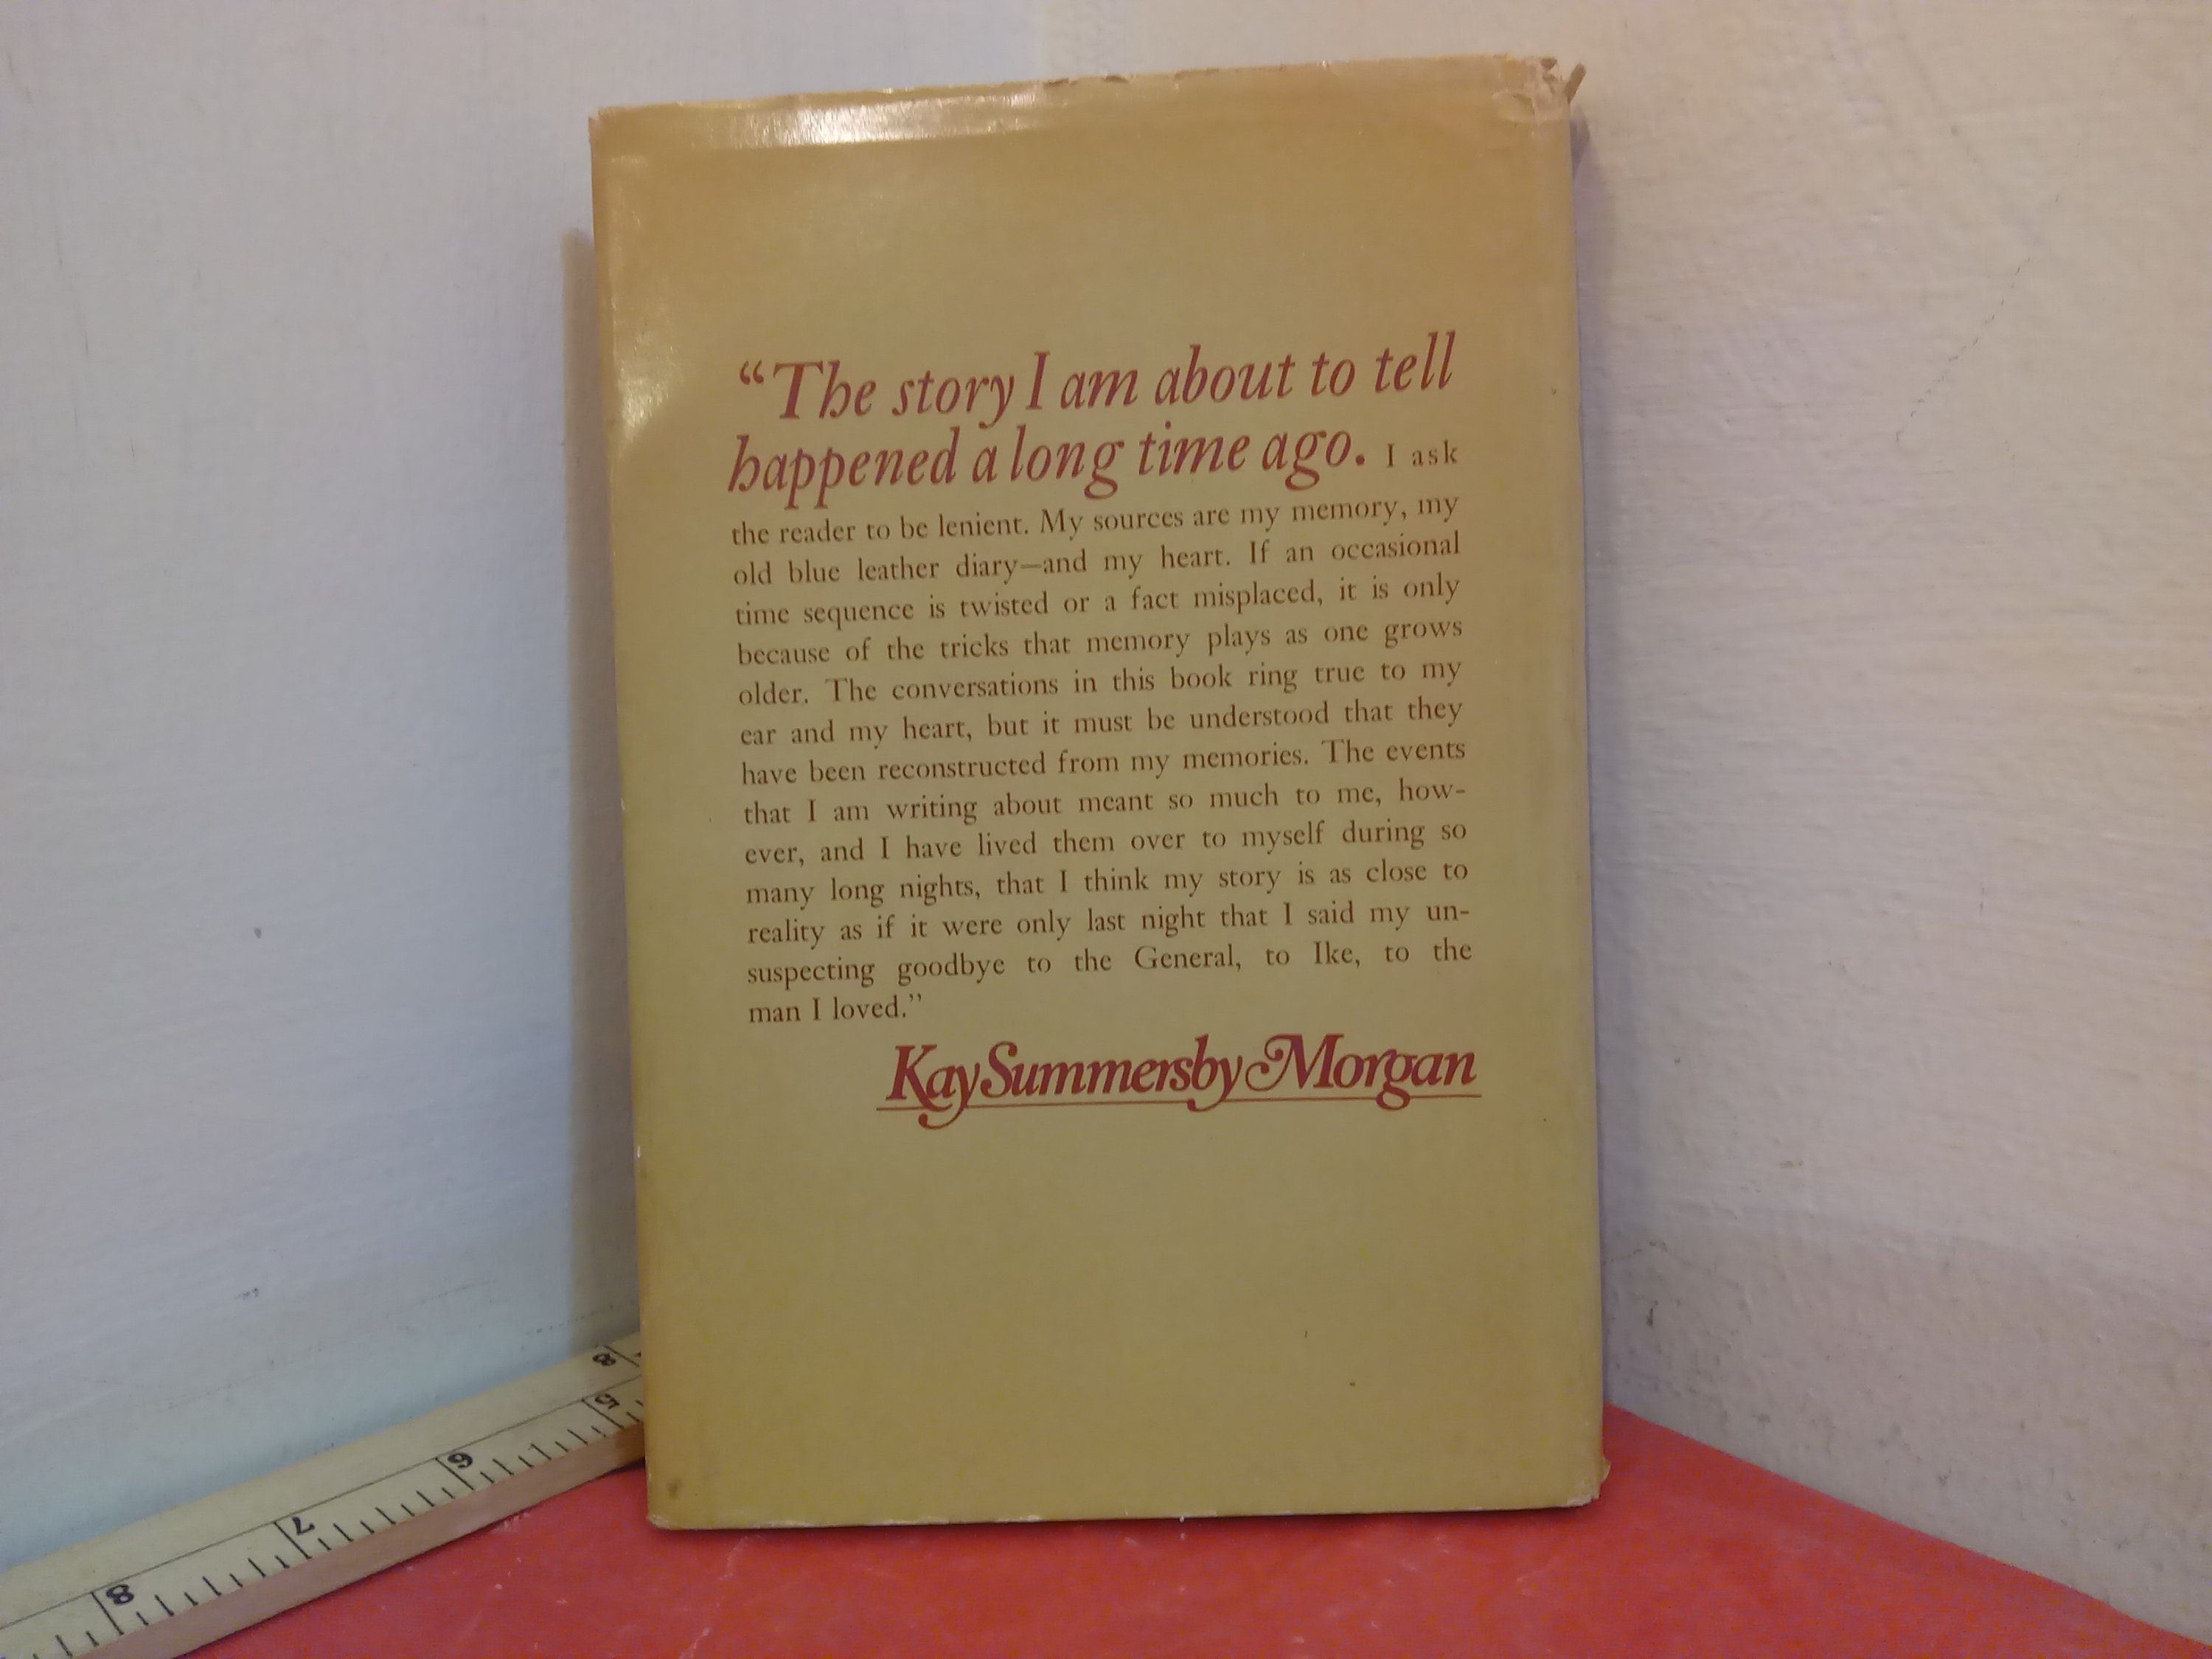 “The story I am about to tell
happened a long time ago. I ask
the reader to be lenient. My sources are my memory, my
old blue leather diary—and my heart. If an occasional
time sequence is twisted or a fact misplaced, it is only
because of the tricks that memory plays as one grows
older. The conversations in this book ring true to my
ear and my heart, but it must be understood that they
have been reconstructed from my memories. The events
that I am writing about meant so much to me, how-
ever, and I have lived them over to myself during so
many long nights, that I think my story is as close to
reality as if it were only last night that I said my un-
suspecting goodbye to the General, to Ike, to the
man I loved.”
Kay Summersby Morgan
8
5
6
7
8